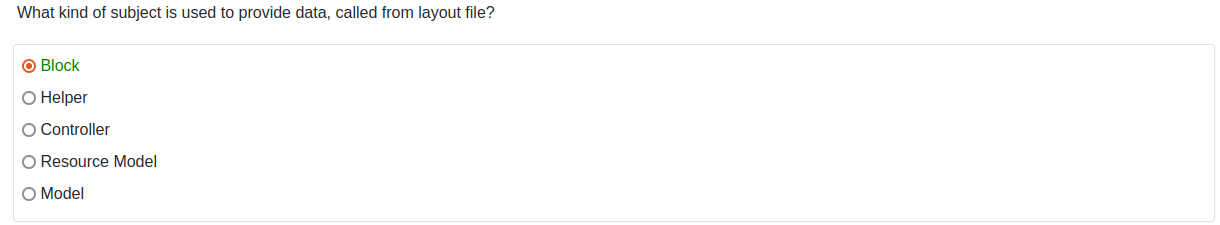 What kind of subject is used to provide data, called from layout file?
Block
Helper
Controller
Resource Model
Model